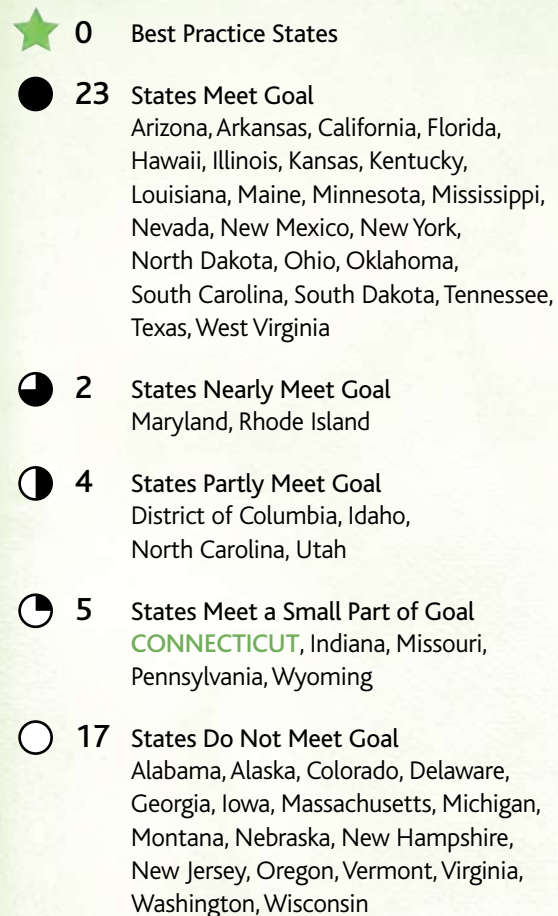 0 Best Practice States
23 States Meet Goal
Arizona, Arkansas, California, Florida,
Hawaii, Illinois, Kansas, Kentucky,
Louisiana, Maine, Minnesota, Mississippi,
Nevada, New Mexico, New York,
North Dakota, Ohio, Oklahoma,
South Carolina, South Dakota, Tennessee,
Texas, West Virginia
2 States Nearly Meet Goal
Maryland, Rhode Island
4 States Partly Meet Goal
District of Columbia, Idaho,
North Carolina, Utah
5 States Meet a Small Part of Goal
CONNECTICUT, Indiana, Missouri,
Pennsylvania, Wyoming
17 States Do Not Meet Goal
Alabama, Alaska, Colorado, Delaware,
Georgia, Iowa, Massachusetts, Michigan,
Montana, Nebraska, New Hampshire,
New Jersey, Oregon, Vermont, Virginia,
Washington, Wisconsin